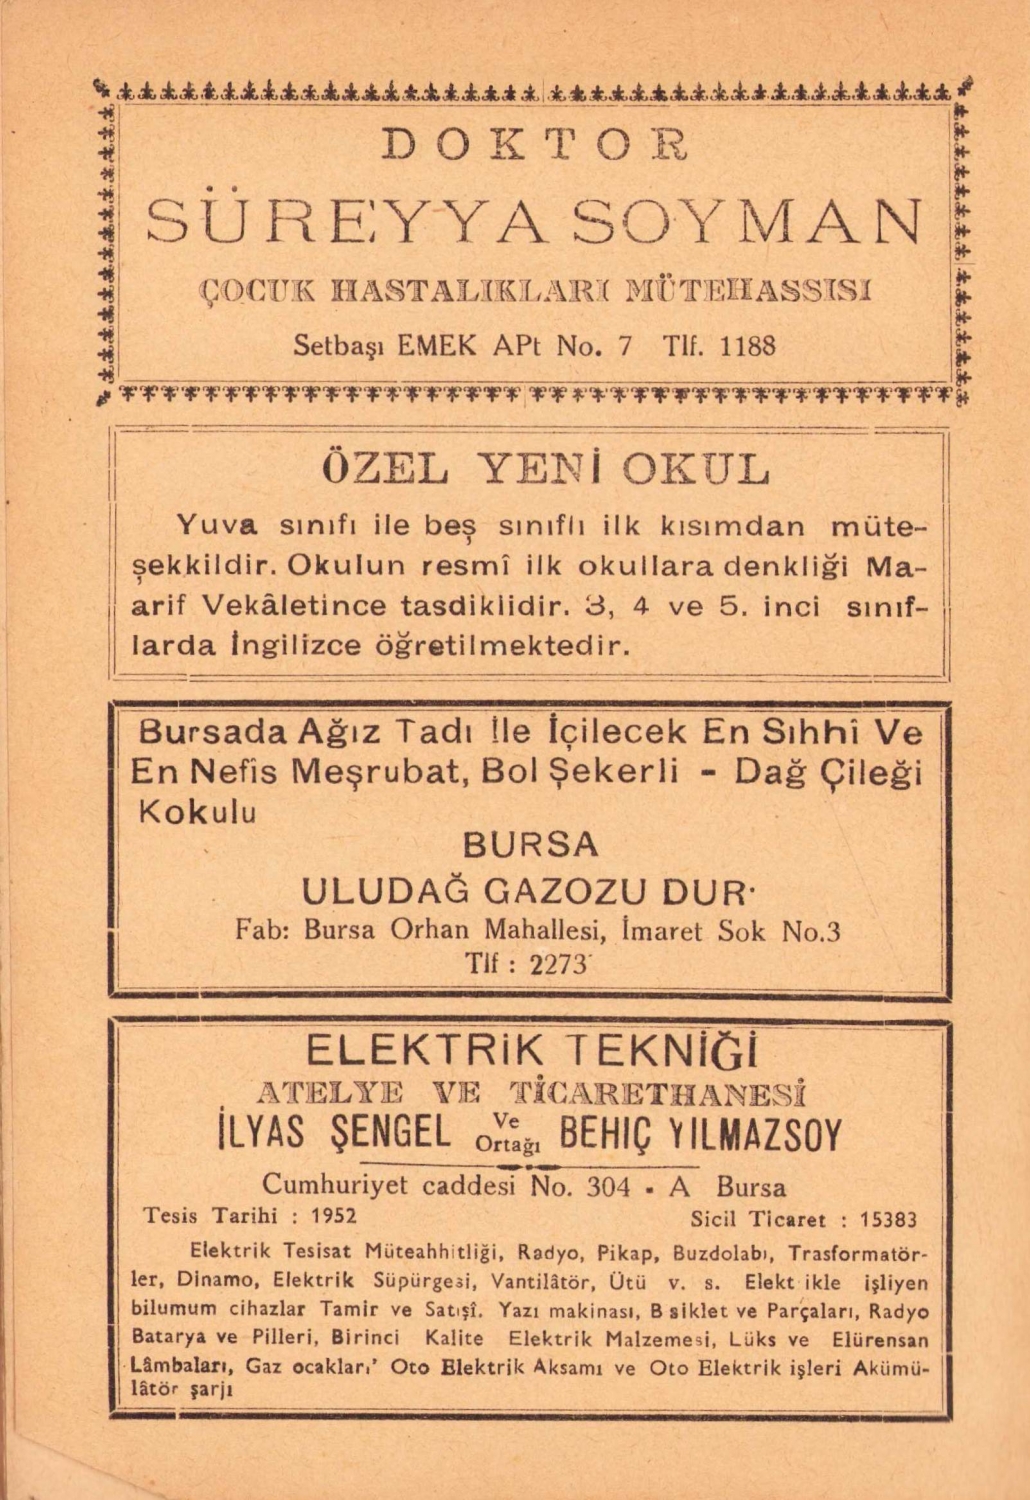 DOKTOR
SÜREYYA SOYMAN
ÇOCUK HASTALIKLARI MÜTEHASSISI
Setbaşı EMEK APt No. 7 Tlf. 1188
ÖZEL YENİ OKUL
Yuva sınıfı ile beş sınıflı ilk kısımdan müte-
şekkildir. Okulun resmî ilk okullara denkliği Ma-
arif Vekâletince tasdiklidir. 3, 4 ve 5. inci sınıf-
larda İngilizce öğretilmektedir.
Bursada Ağız Tadı İle İçilecek En Sıhhî Ve
En Nefîs Meşrubat, Bol Şekerli - Dağ Çileği
Kokulu
BURSA
ULUDAĞ GAZOZU DUR.
Fab: Bursa Orhan Mahallesi, İmaret Sok No.3
Tlf : 2273
ELEKTRİK TEKNİĞİ
ATELYE VE TİCARETHANESİ
İLYAS ŞENGEL Ve Ortağı BEHİÇ YILMAZSOY
Cumhuriyet caddesi No. 304 - A Bursa
Tesis Tarihi : 1952 Sicil Ticaret : 15383
Elektrik Tesisat Müteahhitliği, Radyo, Pikap, Buzdolabı, Trasformatör-
ler, Dinamo, Elektrik Süpürgesi, Vantilâtör, Ütü v. s. Elekt ikle işliyen
bilumum cihazlar Tamir ve Satışî. Yazı makinası, B siklet ve Parçaları, Radyo
Batarya ve Pilleri, Birinci Kalite Elektrik Malzemesi, Lüks ve Elürensan
Lâmbaları, Gaz ocakları' Oto Elektrik Aksamı ve Oto Elektrik işleri Akümü-
lâtör şarjı